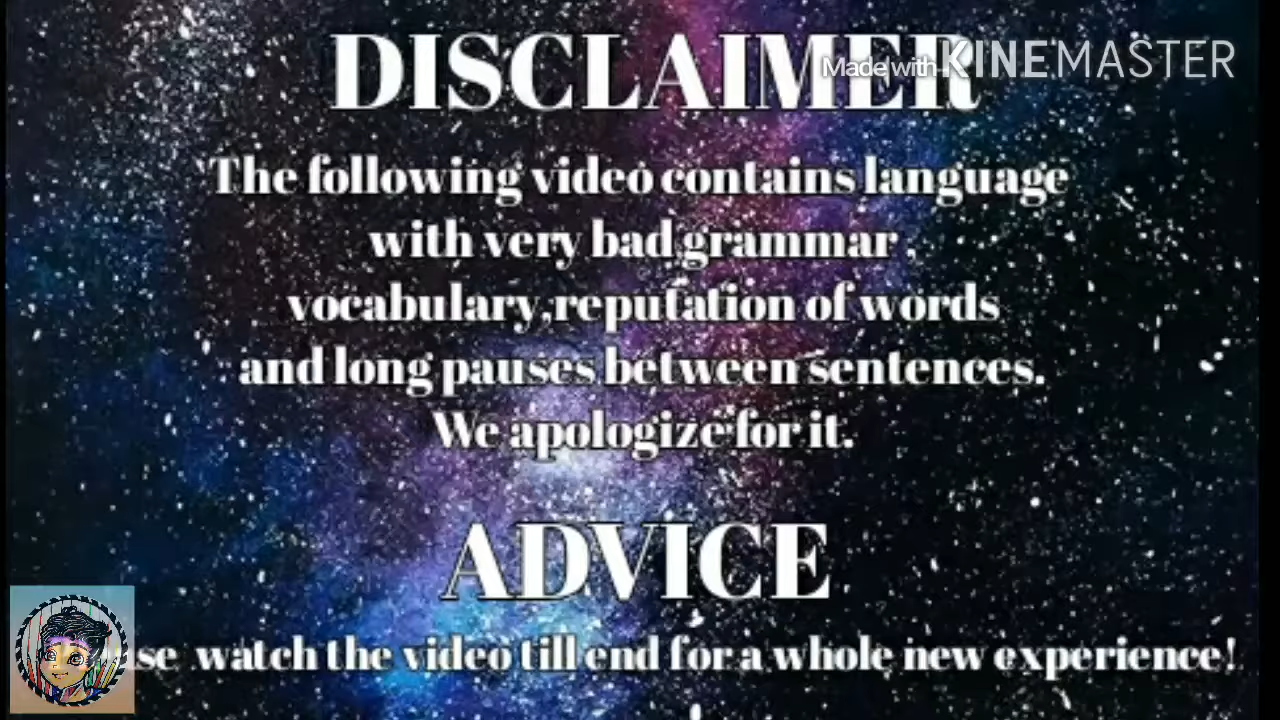 DISCLAIMER
Made with KINEMASTER
The following video contains language
with very bad grammar ,
vocabulary,reputation of words
and long pauses between sentences.
We apologize for it.
ADVICE
watch the video till end for a whole new experience!